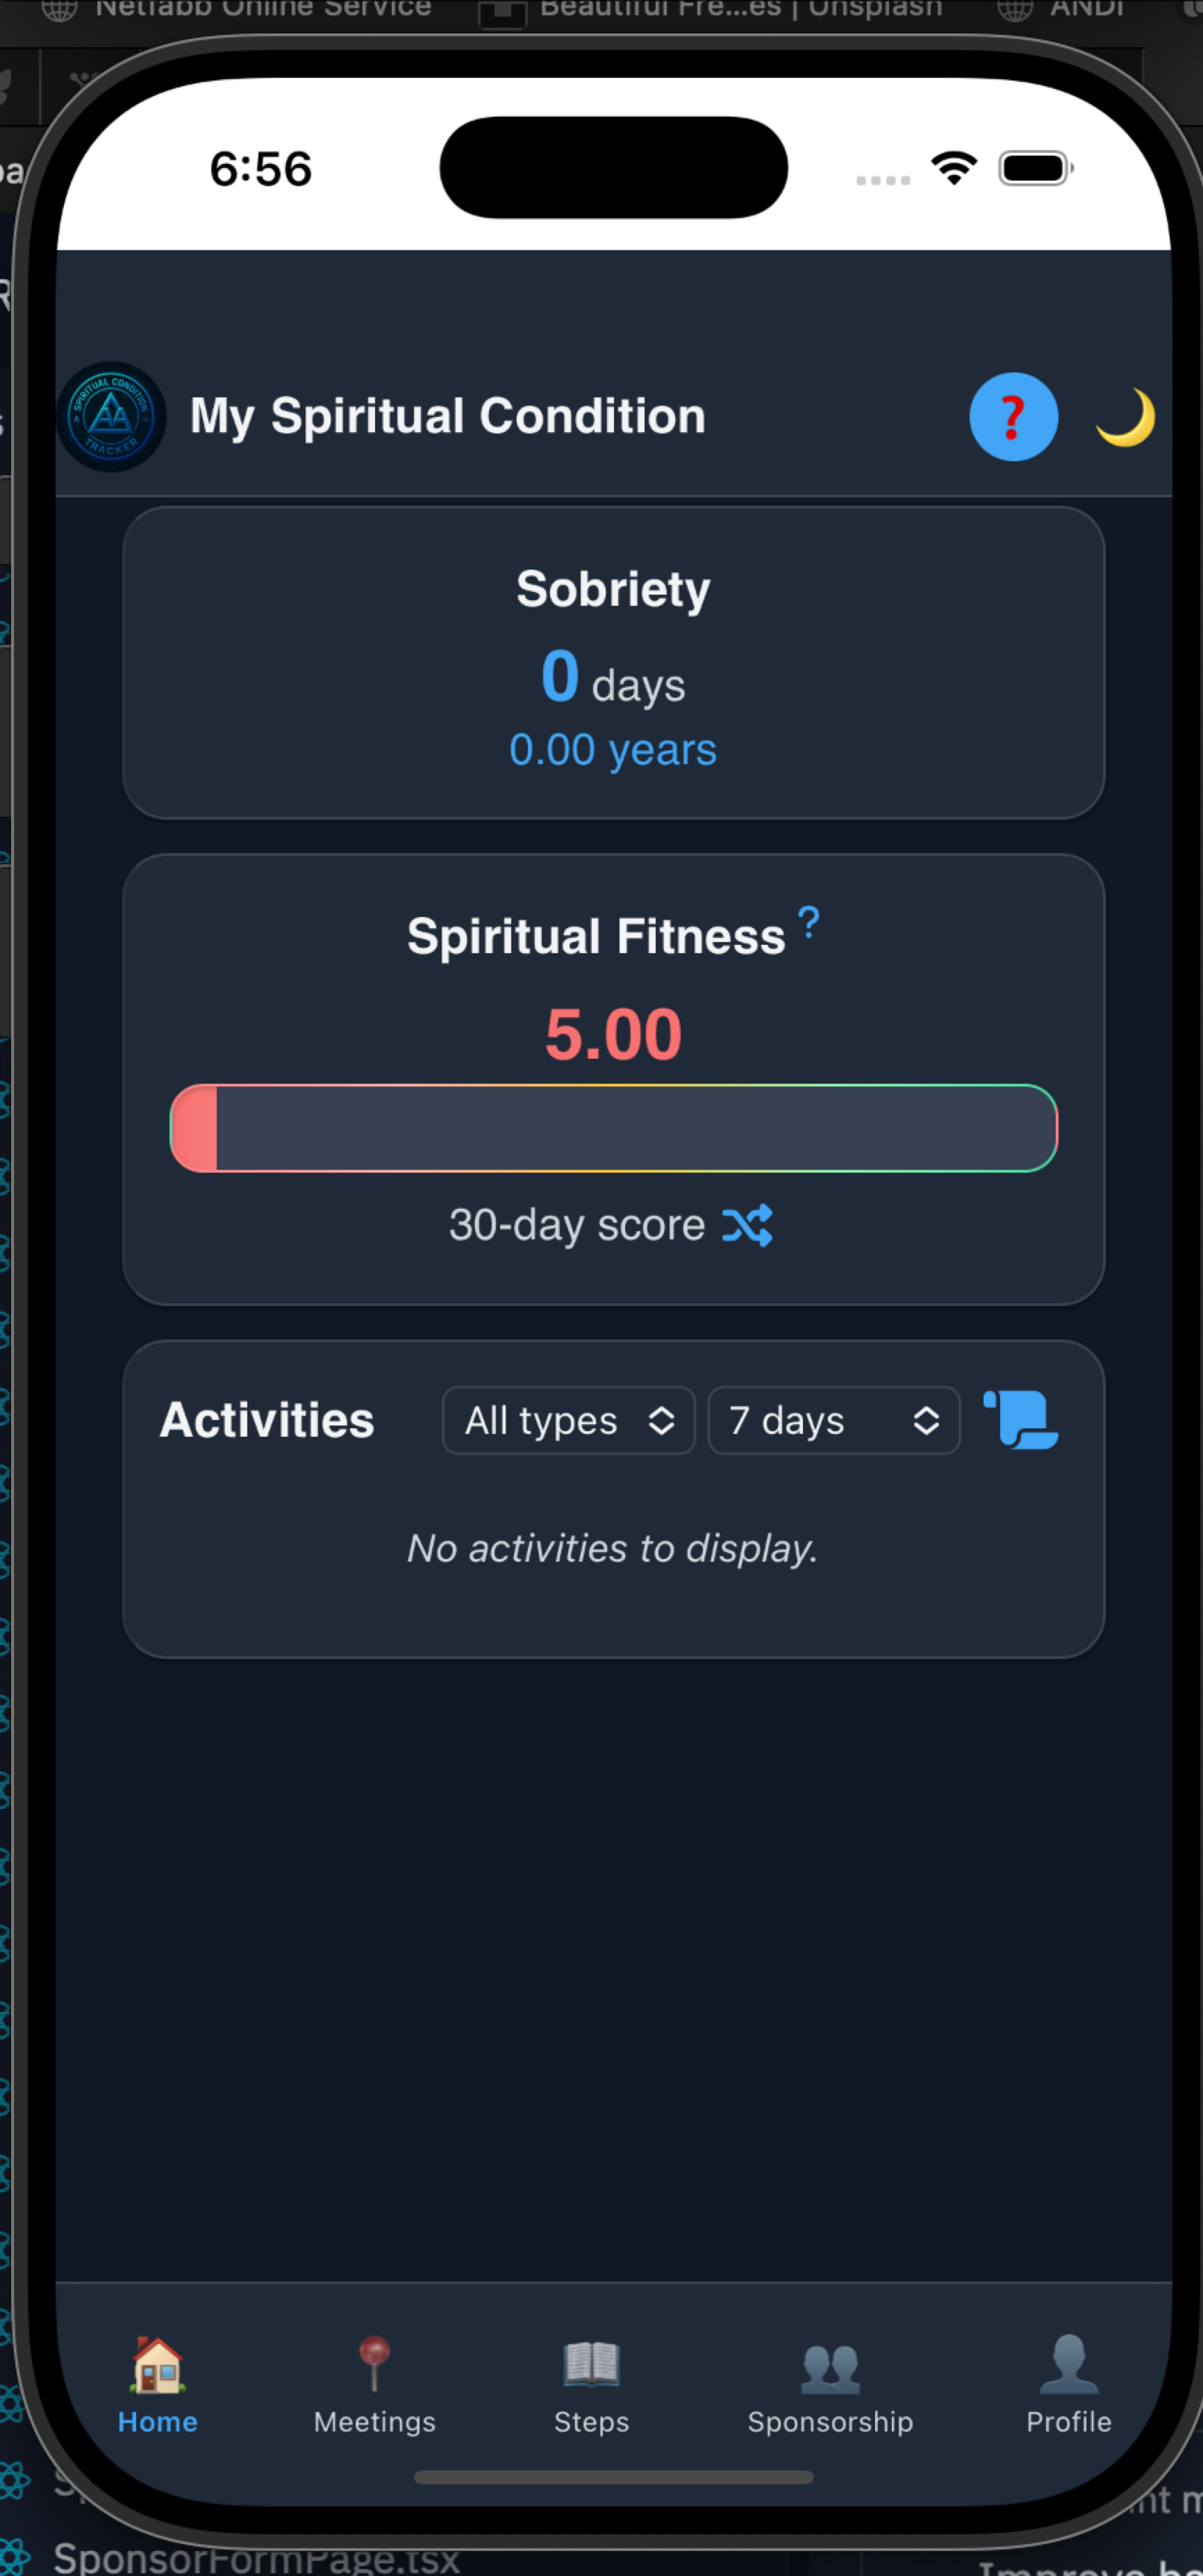 Netfabb Online Service
Beautiful Fre...es | Unsplash
ANDI
6:56
SPIRITUAL CONDITION
TRACKER
My Spiritual Condition
?
Sobriety
0 days
0.00 years
Spiritual Fitness ?
5.00
30-day score
Activities
All types
7 days
No activities to display.
Home
Meetings
Steps
Sponsorship
Profile
SponsorFormPage.tsx